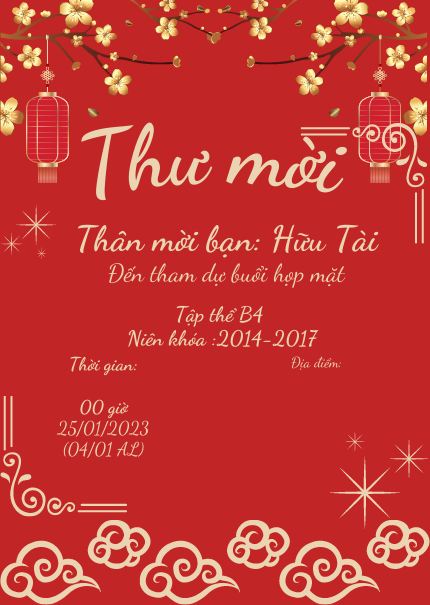 Thư mời
Thân mời bạn: Hữu Tài
Đến tham dự buổi họp mặt
Tập thể B4
Niên khóa :2014-2017
Thời gian:
Địa điểm:
00 giờ
25/01/2023
(04/01 AL)